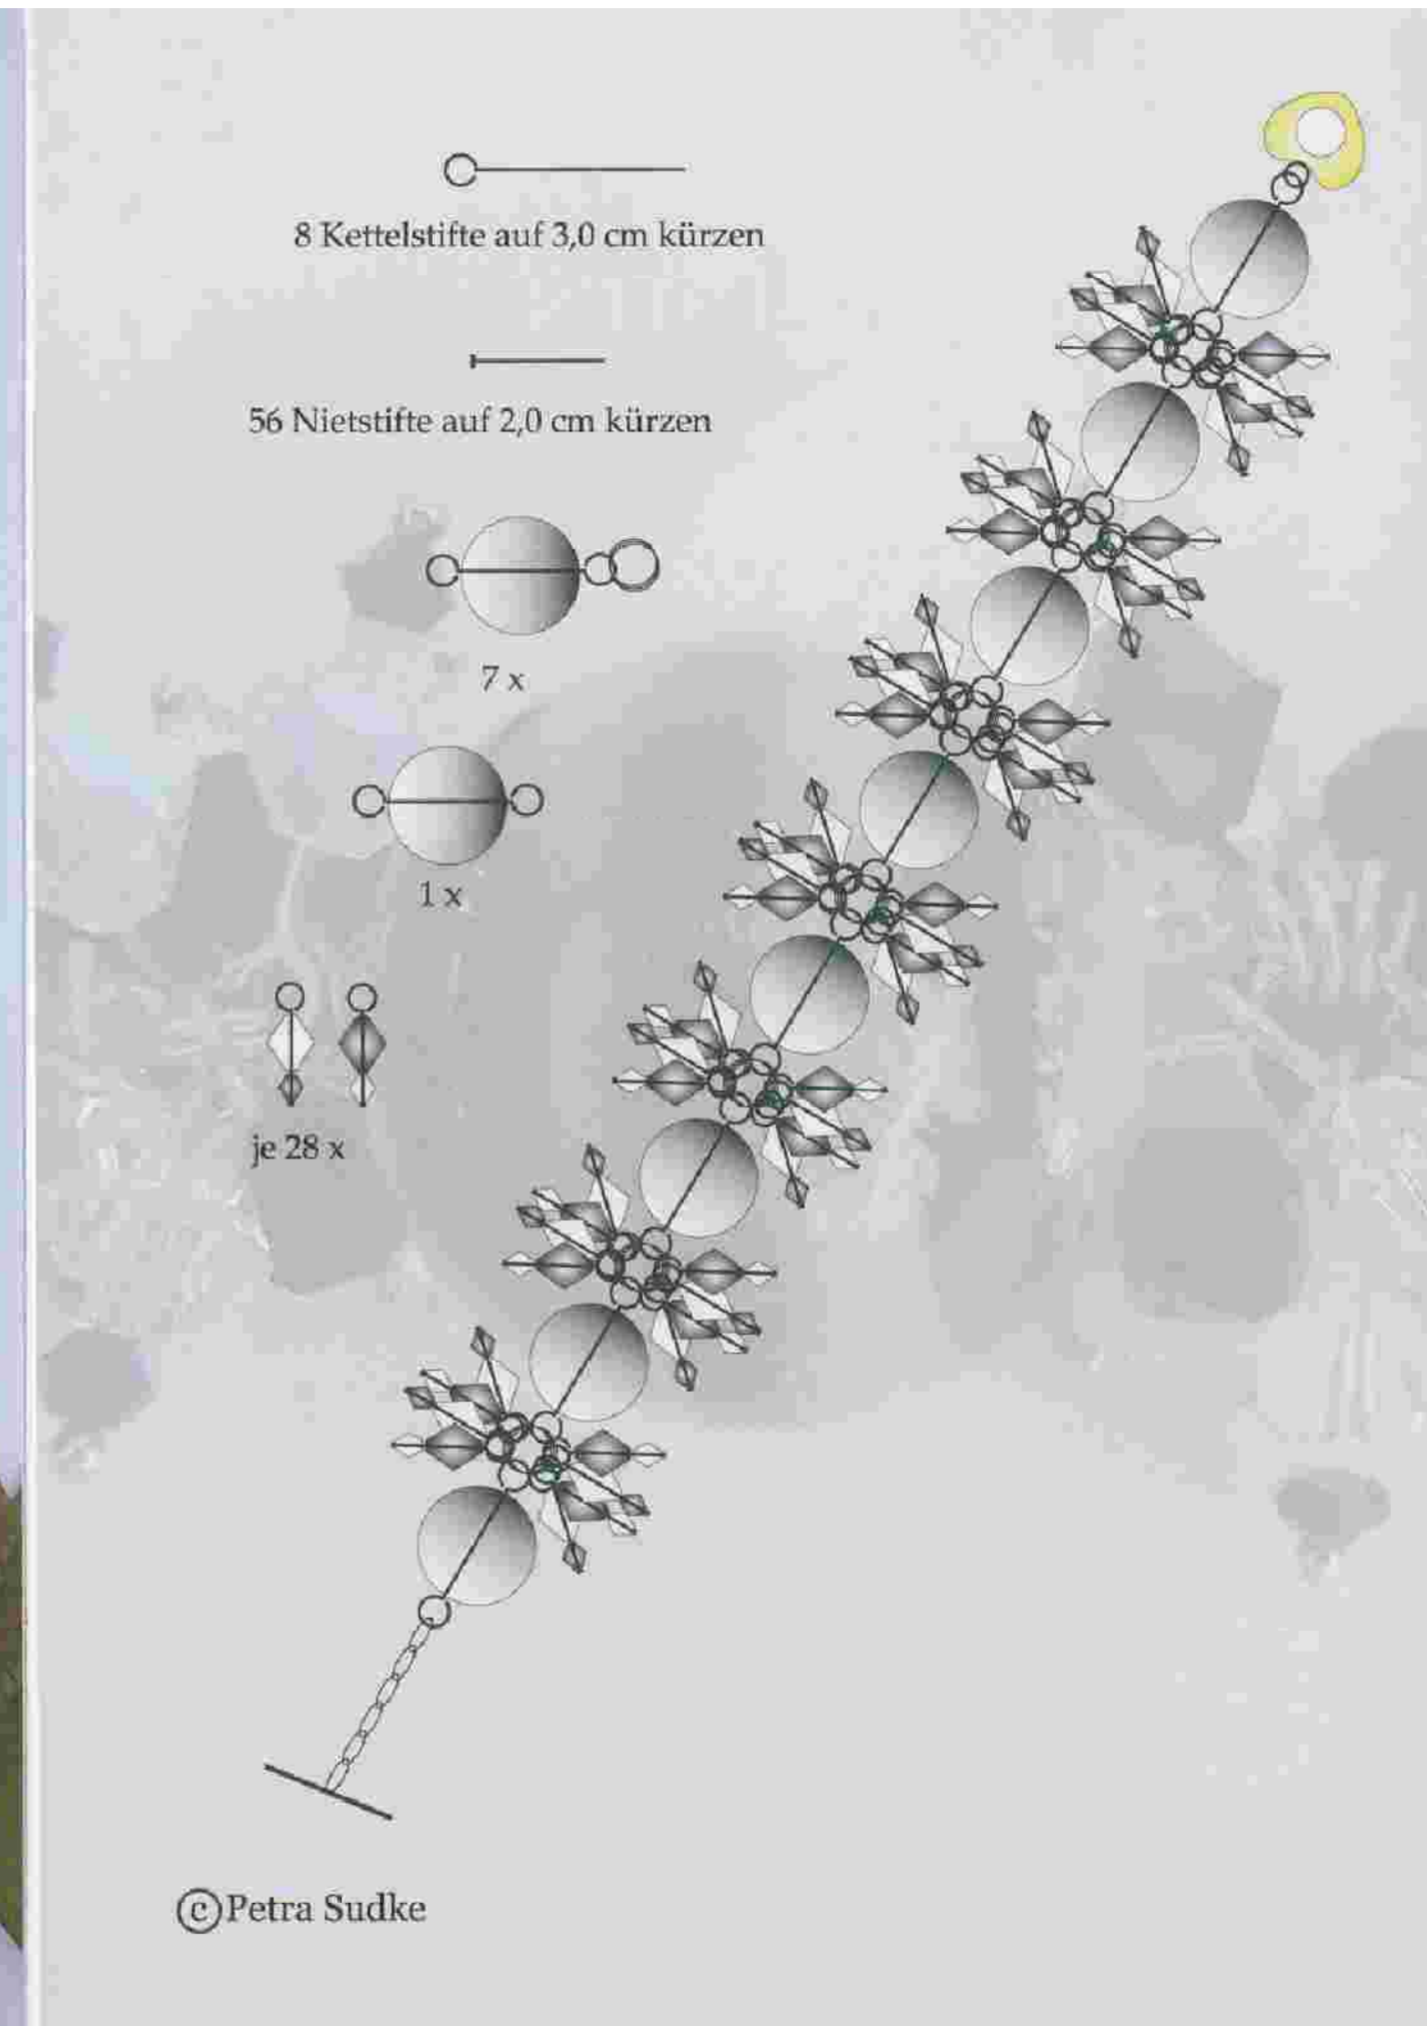 8 Kettelstifte auf 3,0 cm kürzen
56 Nietstifte auf 2,0 cm kürzen
7 x
1 x
je 28 x
©Petra Sudke